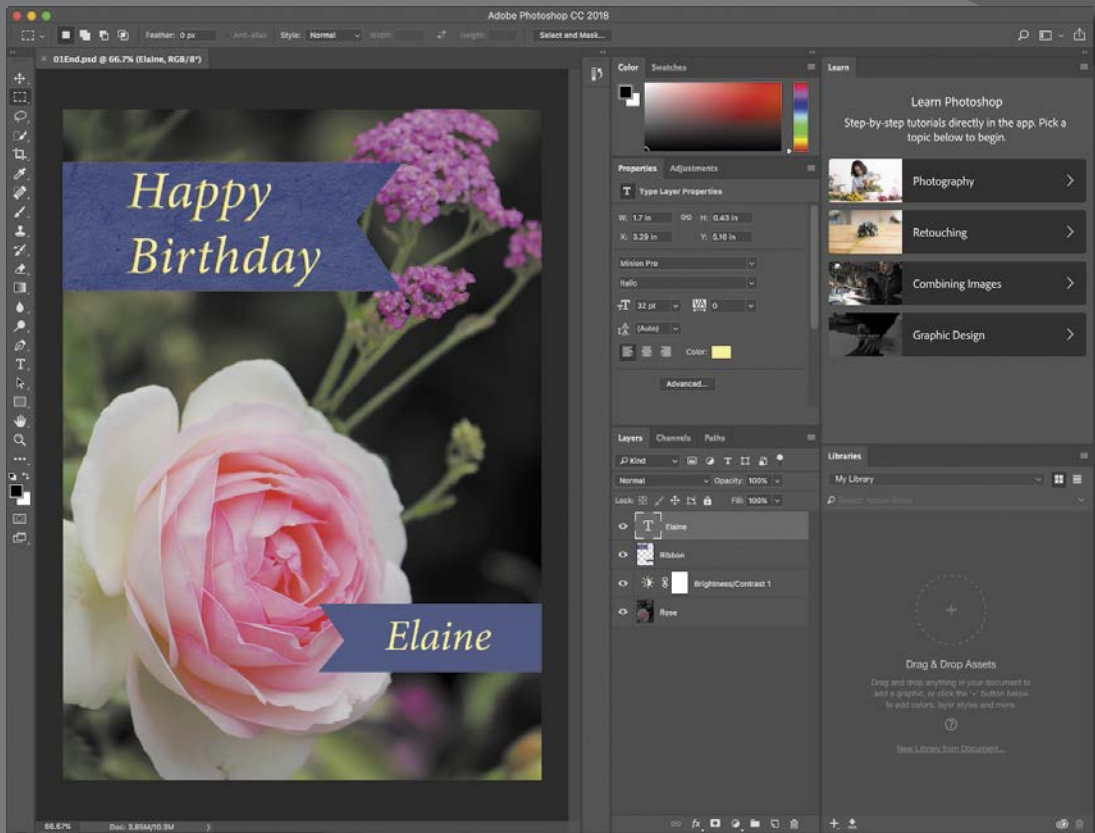 Adobe Photoshop CC 2018
Feather: 0 px
Anti-alias
Style: Normal
Width:
Height:
Select and Mask...
01End.psd @ 66.7% (Elaine, RGB/8*)
Happy
Birthday
Elaine
66.67%
Doc: 3.85M/10.3M
Color
Swatches
Properties
Adjustments
T Type Layer Properties
W: 1.7 in
H: 0.43 in
X: 3.29 in
Y: 5.16 in
Minion Pro
Italic
32 pt
VA 0
(Auto)
Color:
Advanced...
Layers
Channels
Paths
Kind
Normal
Opacity: 100%
Lock:
Fill: 100%
T Elaine
Ribbon
Brightness/Contrast 1
Rose
fx
Learn
Learn Photoshop
Step-by-step tutorials directly in the app. Pick a
topic below to begin.
Photography
Retouching
Combining Images
Graphic Design
Libraries
My Library
Search Adobe Stock
Drag & Drop Assets
Drag and drop anything in your document to
add a graphic, or click the '+' button below
to add colors, layer styles and more.
New Library from Document...